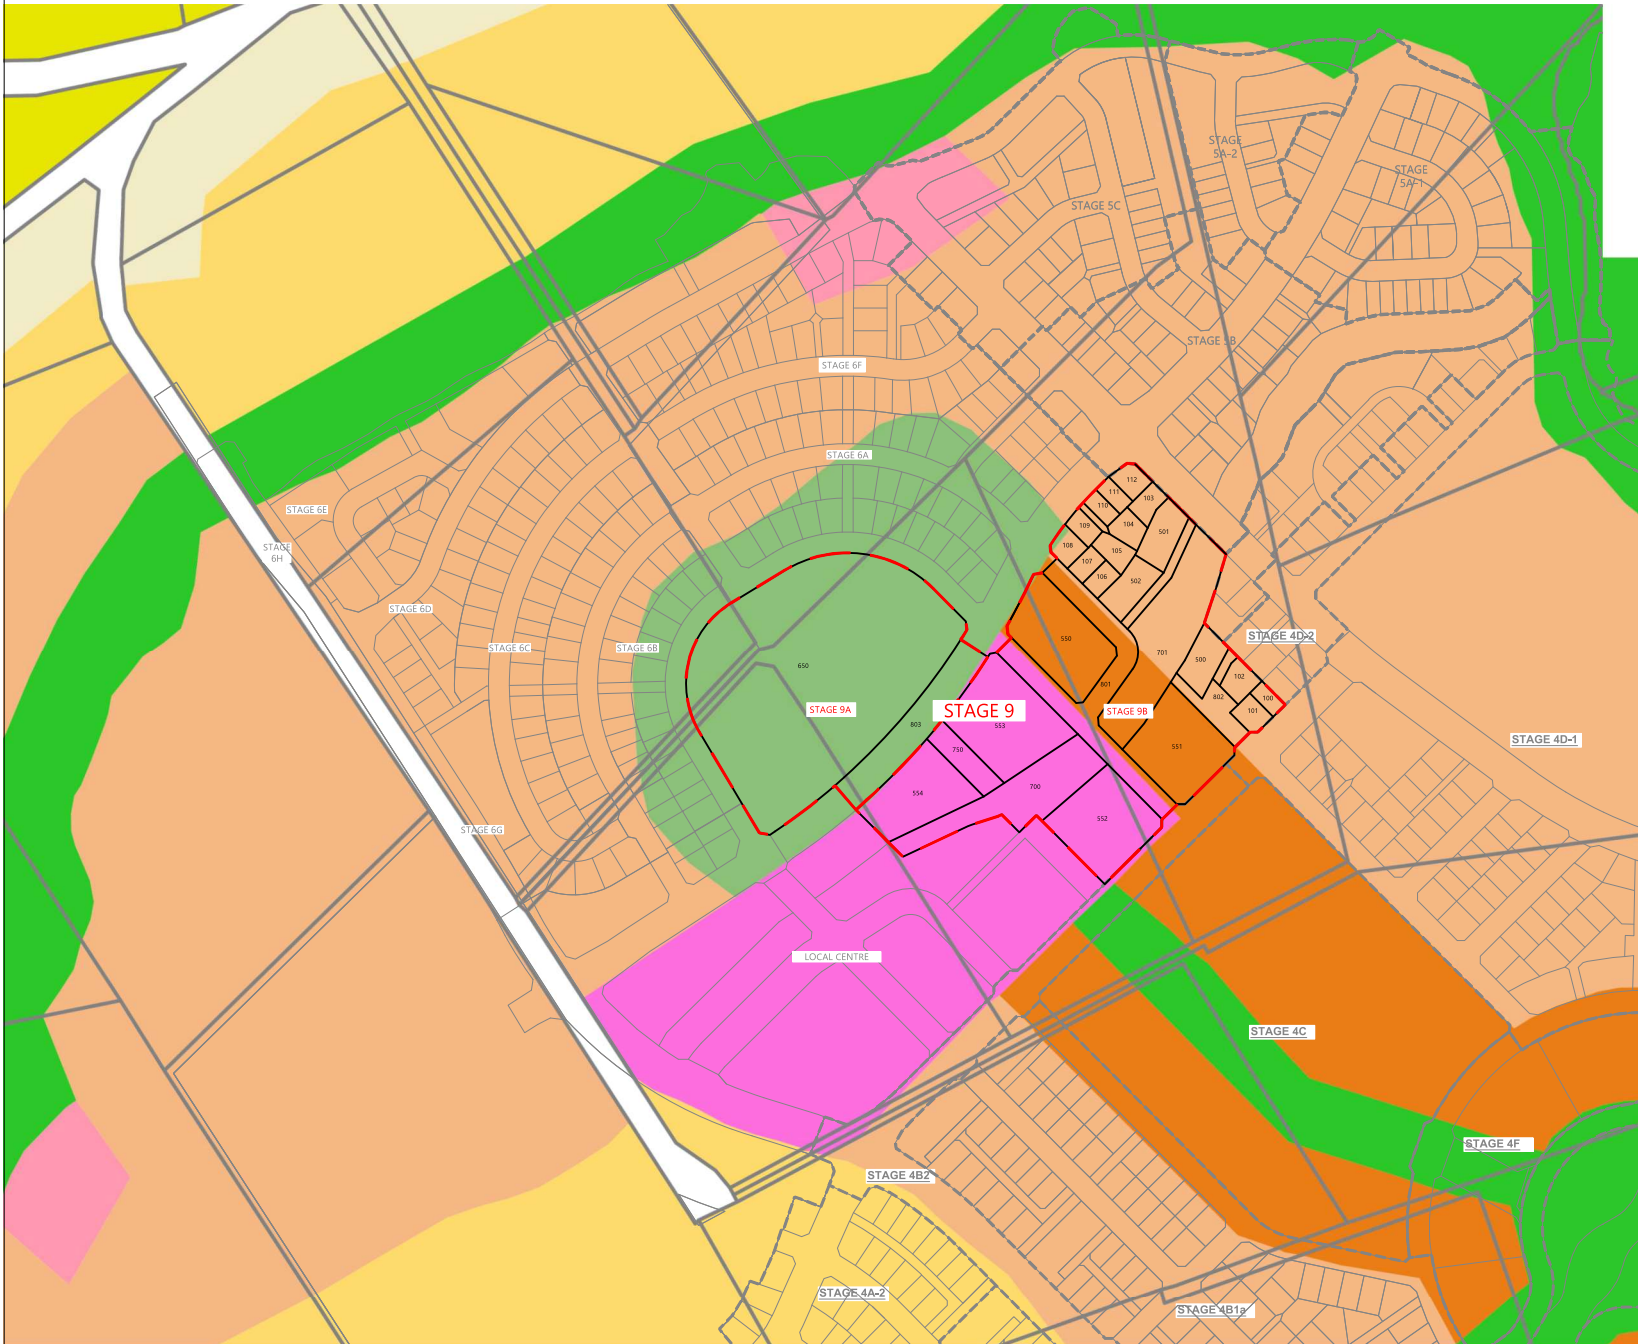 STAGE
5A-2
STAGE
5A-1
STAGE 5C
STAGE 5B
STAGE 6F
STAGE 6A
STAGE 6E
STAGE
6H
STAGE 6D
STAGE 6C
STAGE 6B
STAGE 6G
112
111
103
110
109
104
501
108
105
107
106
502
550
650
701
STAGE 4D-2
500
102
100
802
101
801
STAGE 9A
STAGE 9
STAGE 9B
803
553
750
551
STAGE 4D-1
554
700
552
LOCAL CENTRE
STAGE 4C
STAGE 4F
STAGE 4B2
STAGE 4A-2
STAGE 4B1a